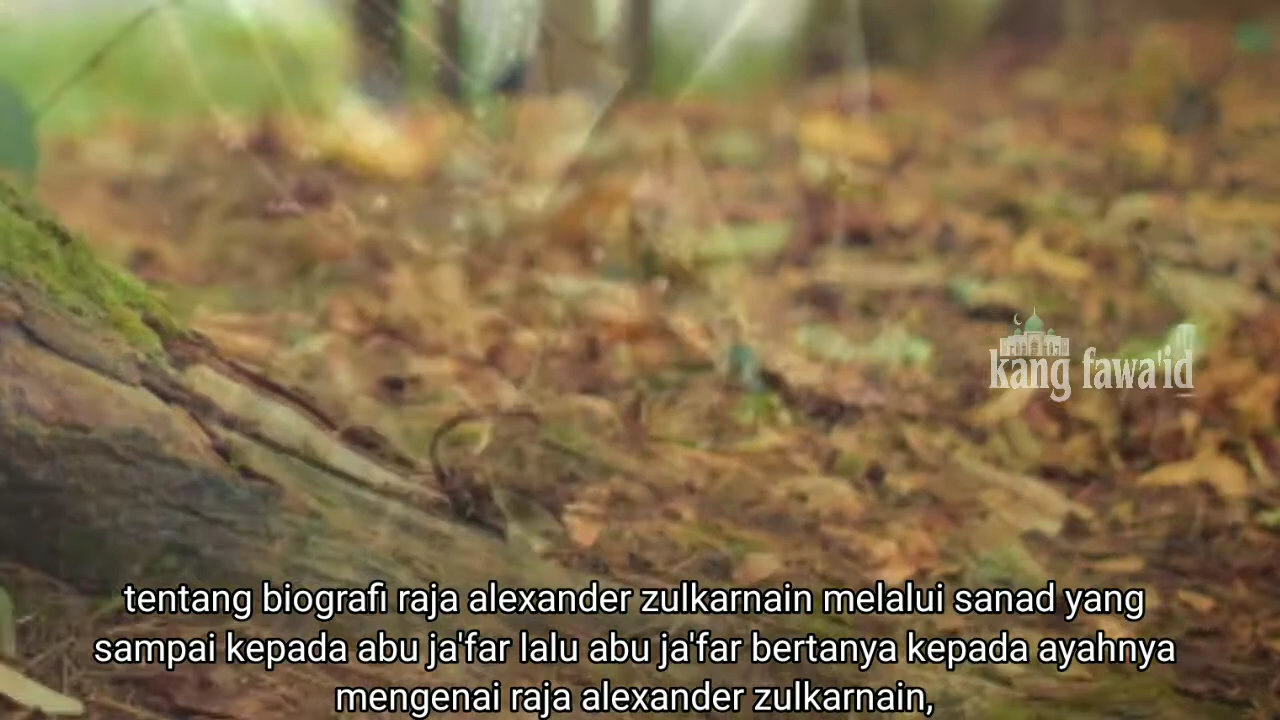 kang fawa'id
tentang biografi raja alexander zulkarnain melalui sanad yang
sampai kepada abu ja'far lalu abu ja'far bertanya kepada ayahnya
mengenai raja alexander zulkarnain,